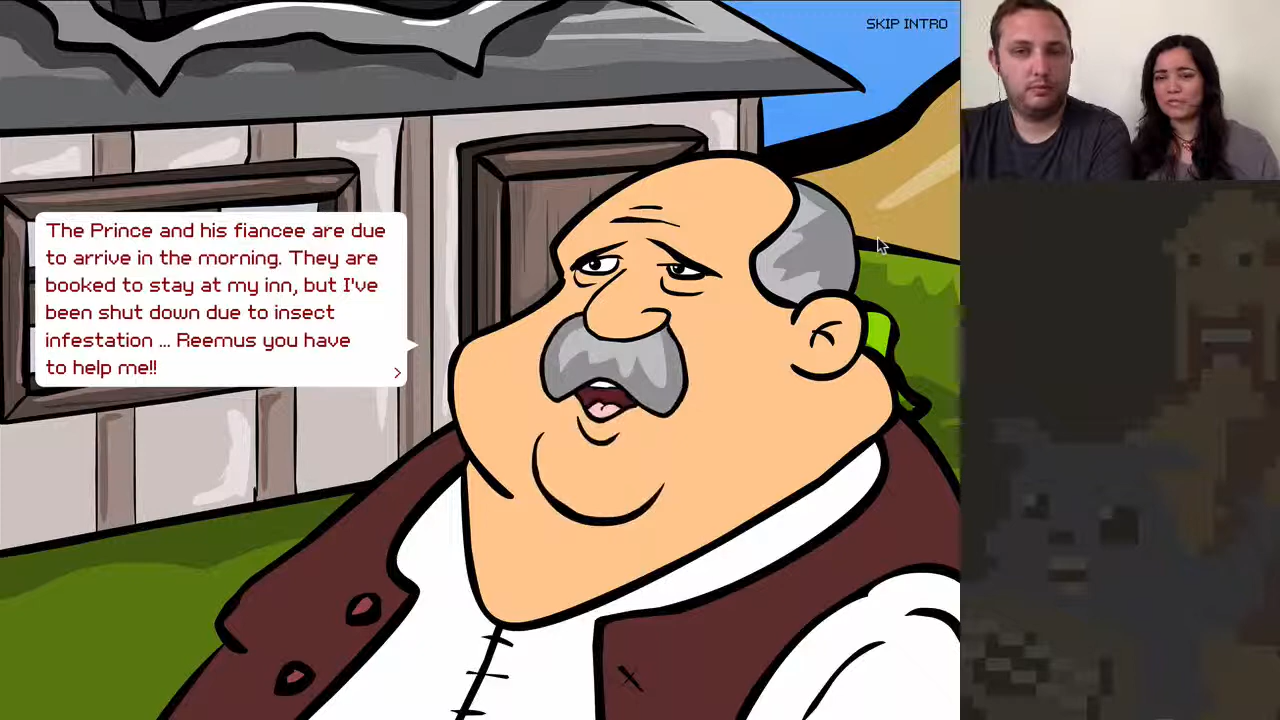 SKIP INTRO
The Prince and his fiancee are due
to arrive in the morning. They are
booked to stay at my inn, but I've
been shut down due to insect
infestation ... Reemus you have
to help me!!